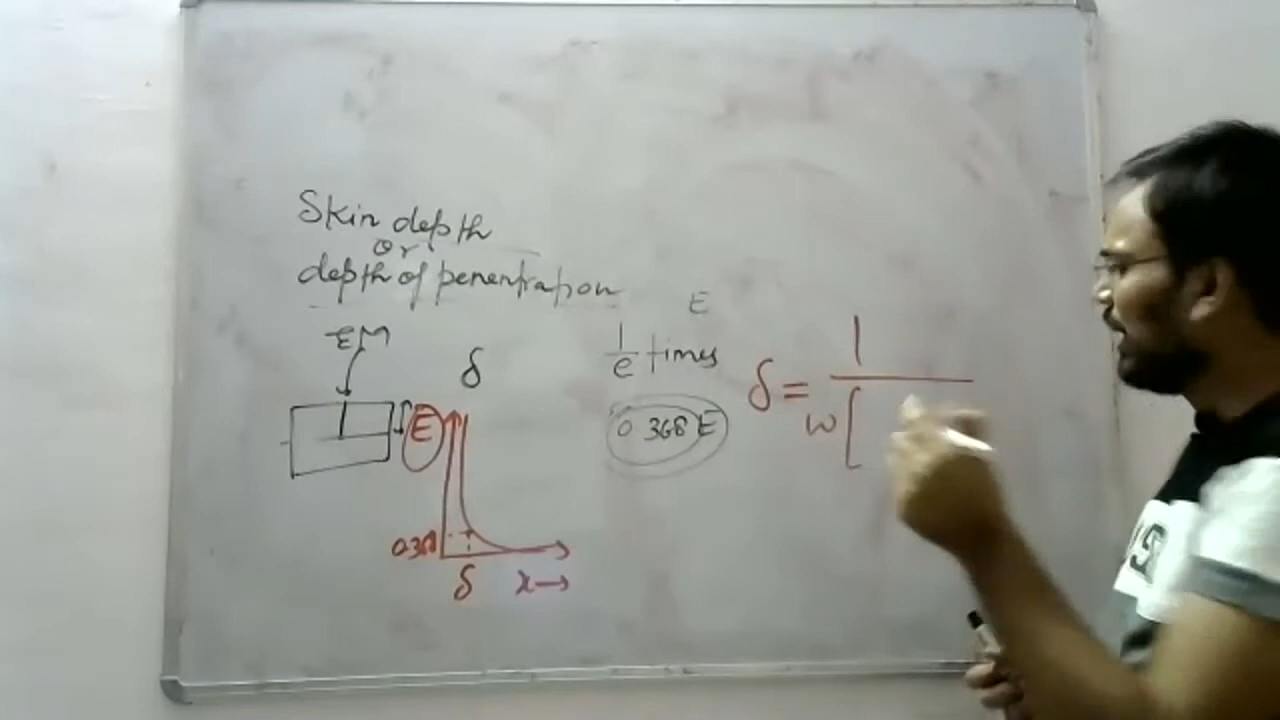 Skin depth
or
depth of penentration
EM
δ
E
0.368
δ
x→
E
1/e times
0.368 E
δ = 1
ω[